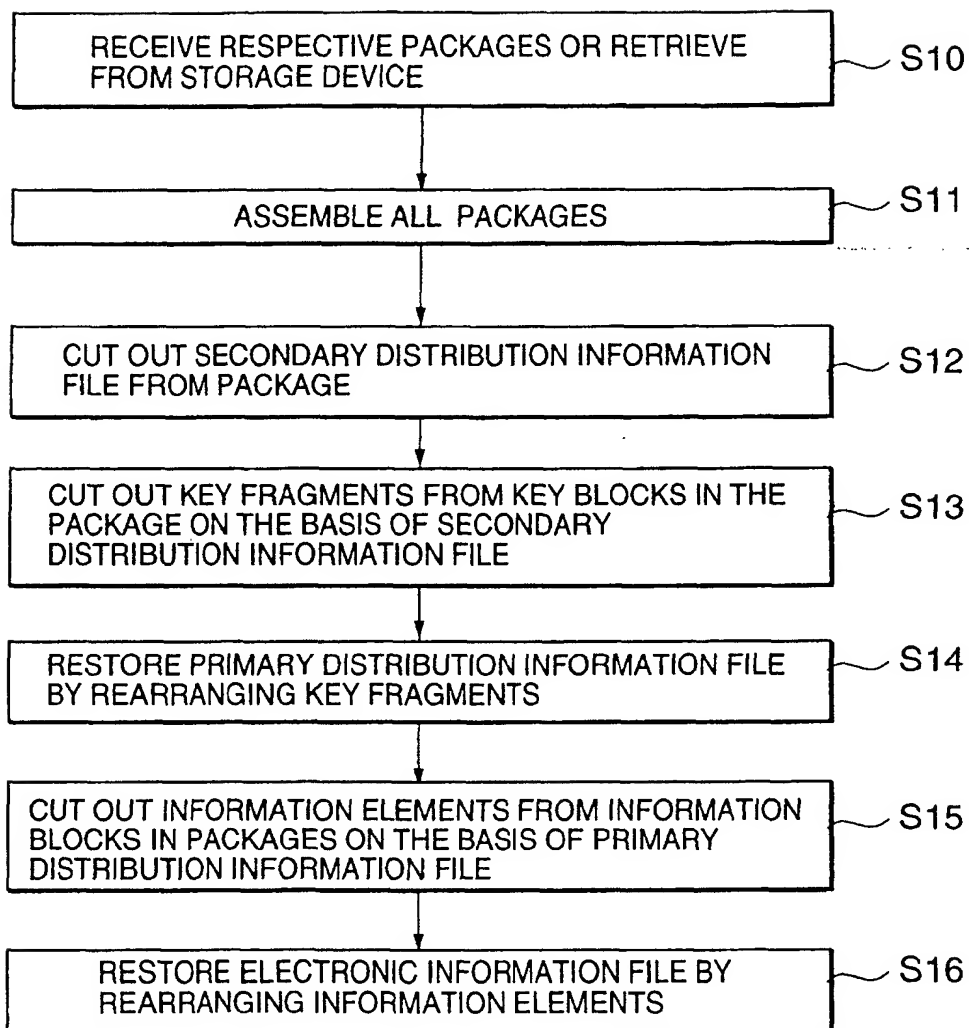 RECEIVE RESPECTIVE PACKAGES OR RETRIEVE
FROM STORAGE DEVICE
S10
ASSEMBLE ALL PACKAGES
S11
CUT OUT SECONDARY DISTRIBUTION INFORMATION
FILE FROM PACKAGE
S12
CUT OUT KEY FRAGMENTS FROM KEY BLOCKS IN THE
PACKAGE ON THE BASIS OF SECONDARY
DISTRIBUTION INFORMATION FILE
S13
RESTORE PRIMARY DISTRIBUTION INFORMATION FILE
BY REARRANGING KEY FRAGMENTS
S14
CUT OUT INFORMATION ELEMENTS FROM INFORMATION
BLOCKS IN PACKAGES ON THE BASIS OF PRIMARY
DISTRIBUTION INFORMATION FILE
S15
RESTORE ELECTRONIC INFORMATION FILE BY
REARRANGING INFORMATION ELEMENTS
S16